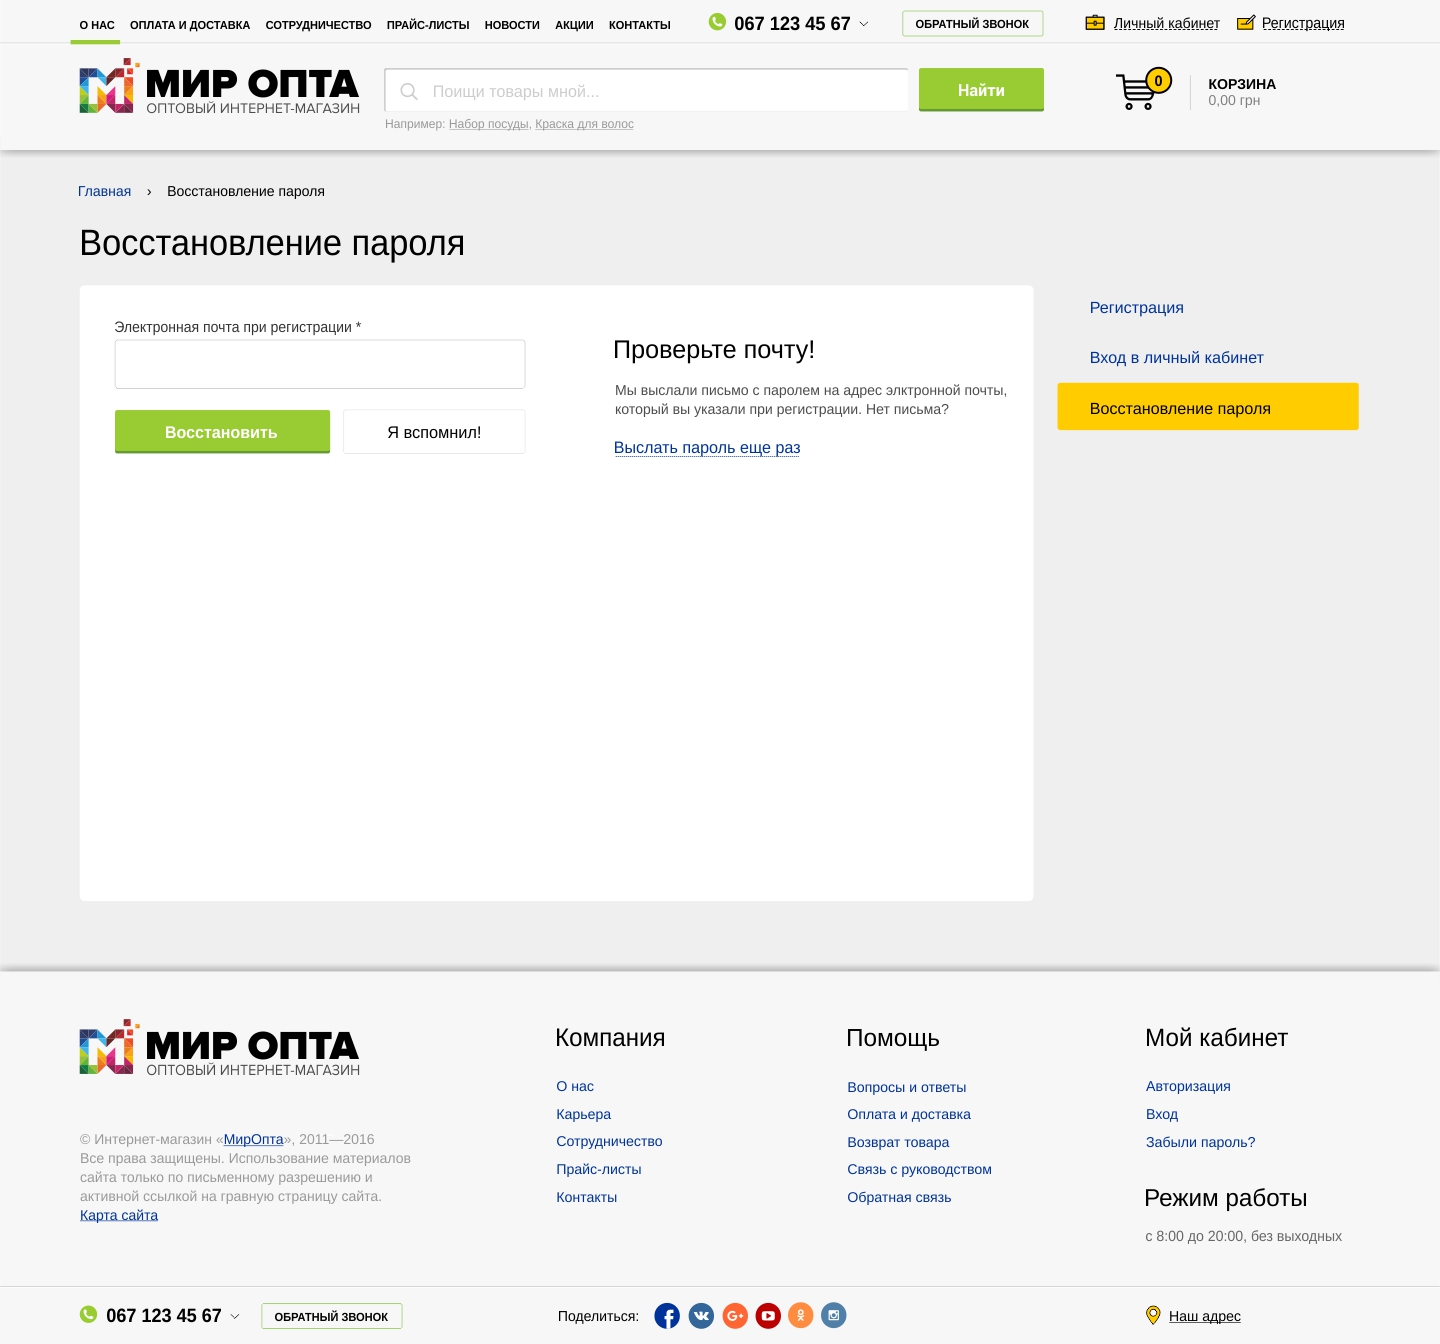 О НАС ОПЛАТА И ДОСТАВКА СОТРУДНИЧЕСТВО ПРАЙС-ЛИСТЫ НОВОСТИ АКЦИИ КОНТАКТЫ 067 123 45 67 ОБРАТНЫЙ ЗВОНОК Личный кабинет Регистрация
МИР ОПТА
ОПТОВЫЙ ИНТЕРНЕТ-МАГАЗИН
Поищи товары мной...
Найти
Например: Набор посуды, Краска для волос
0
КОРЗИНА
0,00 грн
Главная › Восстановление пароля
Восстановление пароля
Электронная почта при регистрации *
Восстановить Я вспомнил!
Проверьте почту!
Мы выслали письмо с паролем на адрес элктронной почты,
который вы указали при регистрации. Нет письма?
Выслать пароль еще раз
Регистрация
Вход в личный кабинет
Восстановление пароля
МИР ОПТА
ОПТОВЫЙ ИНТЕРНЕТ-МАГАЗИН
© Интернет-магазин «МирОпта», 2011—2016
Все права защищены. Использование материалов
сайта только по письменному разрешению и
активной ссылкой на гравную страницу сайта.
Карта сайта
Компания
О нас
Карьера
Сотрудничество
Прайс-листы
Контакты
Помощь
Вопросы и ответы
Оплата и доставка
Возврат товара
Связь с руководством
Обратная связь
Мой кабинет
Авторизация
Вход
Забыли пароль?
Режим работы
с 8:00 до 20:00, без выходных
067 123 45 67 ОБРАТНЫЙ ЗВОНОК Поделиться: Наш адрес